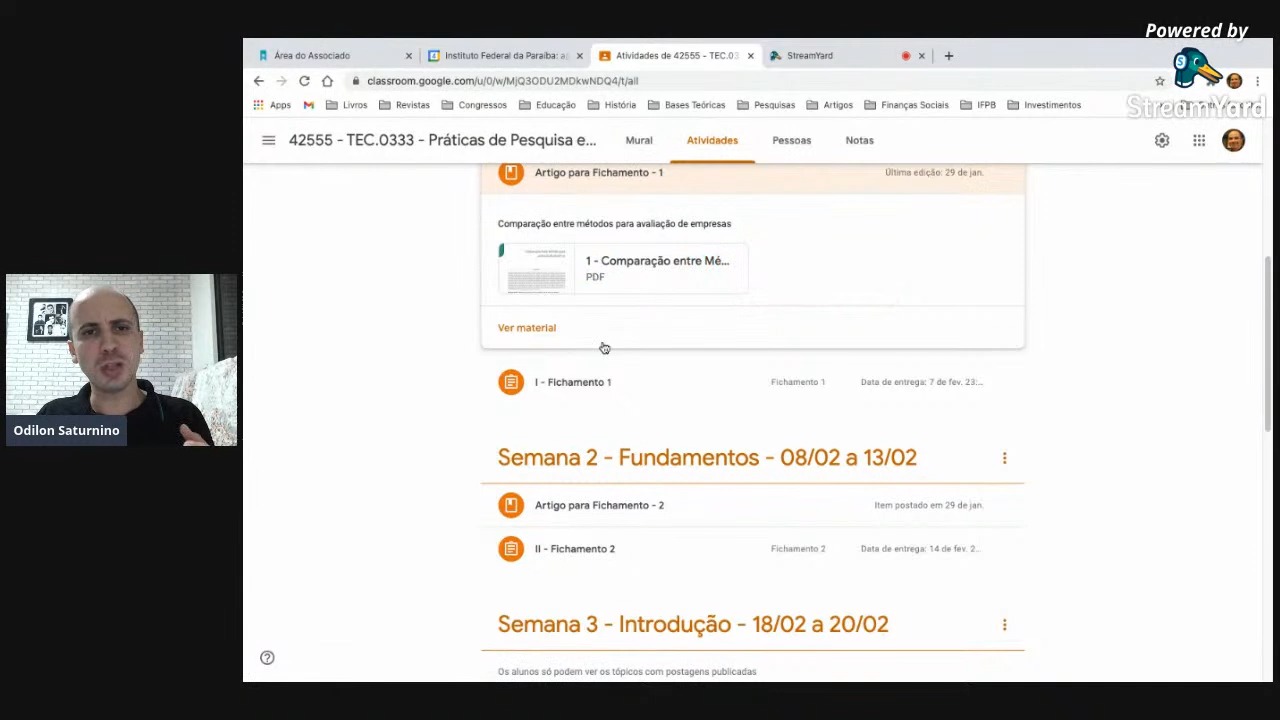 Powered by
StreamYard
Área do Associado
Instituto Federal da Paraíba: a
Atividades de 42555 - TEC.03
StreamYard
classroom.google.com/u/0/w/MjQ3ODU2MDkwNDQ4/t/all
Apps
Livros
Revistas
Congressos
Educação
História
Bases Teóricas
Pesquisas
Artigos
Finanças Sociais
IFPB
Investimentos
42555 - TEC.0333 - Práticas de Pesquisa e...
Mural
Atividades
Pessoas
Notas
Artigo para Fichamento - 1
Última edição: 29 de jan.
Comparação entre métodos para avaliação de empresas
1 - Comparação entre Mé...
PDF
Ver material
I - Fichamento 1
Fichamento 1
Data de entrega: 7 de fev. 23:...
Semana 2 - Fundamentos - 08/02 a 13/02
Artigo para Fichamento - 2
Item postado em 29 de jan.
II - Fichamento 2
Fichamento 2
Data de entrega: 14 de fev. 2...
Semana 3 - Introdução - 18/02 a 20/02
Os alunos só podem ver os tópicos com postagens publicadas
Odilon Saturnino